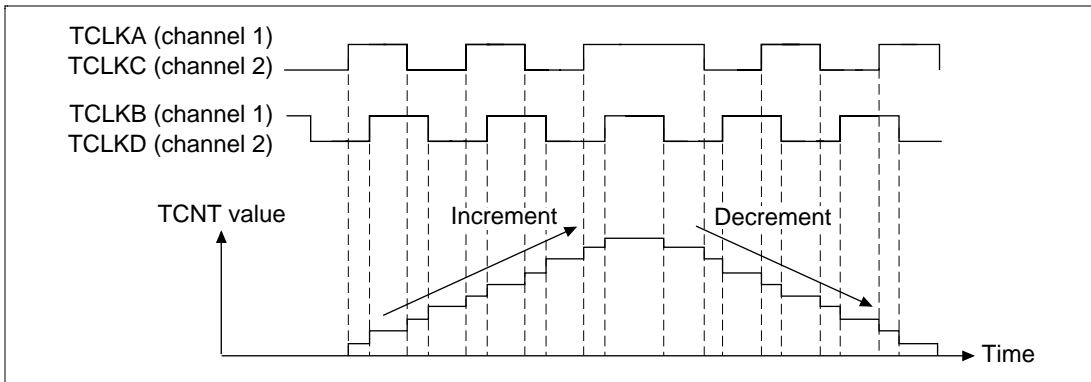 TCLKA (channel 1)
TCLKC (channel 2)
TCLKB (channel 1)
TCLKD (channel 2)
TCNT value
Increment
Decrement
Time